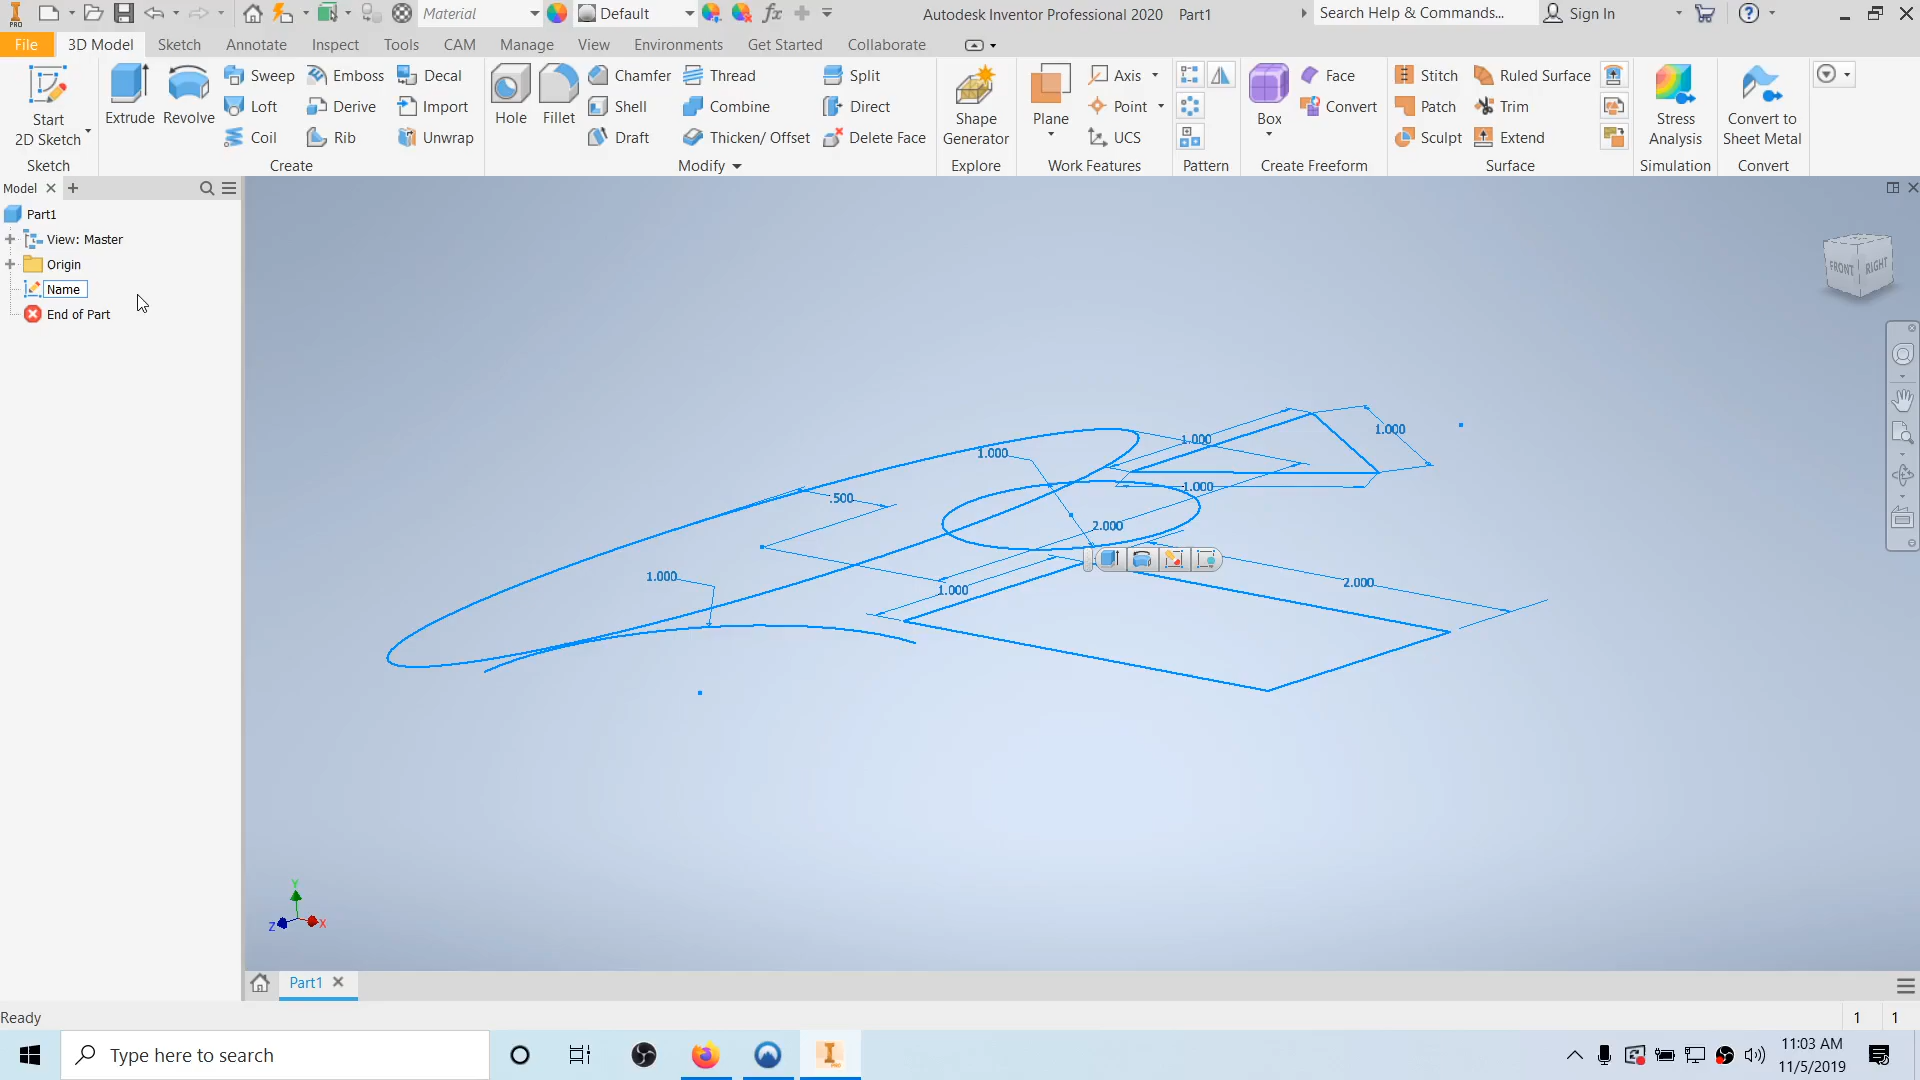 Material
Default
Autodesk Inventor Professional 2020 Part1
Search Help & Commands...
Sign In
File
3D Model
Sketch
Annotate
Inspect
Tools
CAM
Manage
View
Environments
Get Started
Collaborate
Start
2D Sketch
Sketch
Extrude
Revolve
Sweep
Loft
Coil
Emboss
Derive
Rib
Decal
Import
Unwrap
Create
Hole
Fillet
Chamfer
Shell
Draft
Thread
Combine
Thicken/ Offset
Split
Direct
Delete Face
Modify
Shape
Generator
Explore
Plane
Axis
Point
UCS
Work Features
Pattern
Box
Face
Convert
Create Freeform
Stitch
Patch
Sculpt
Ruled Surface
Trim
Extend
Surface
Stress
Analysis
Simulation
Convert to
Sheet Metal
Convert
Model
Part1
View: Master
Origin
Name
End of Part
FRONT
RIGHT
1.000
1.000
1.000
.500
1.000
2.000
1.000
1.000
2.000
Y
Z
X
Part1
Ready
1
1
Type here to search
11:03 AM
11/5/2019